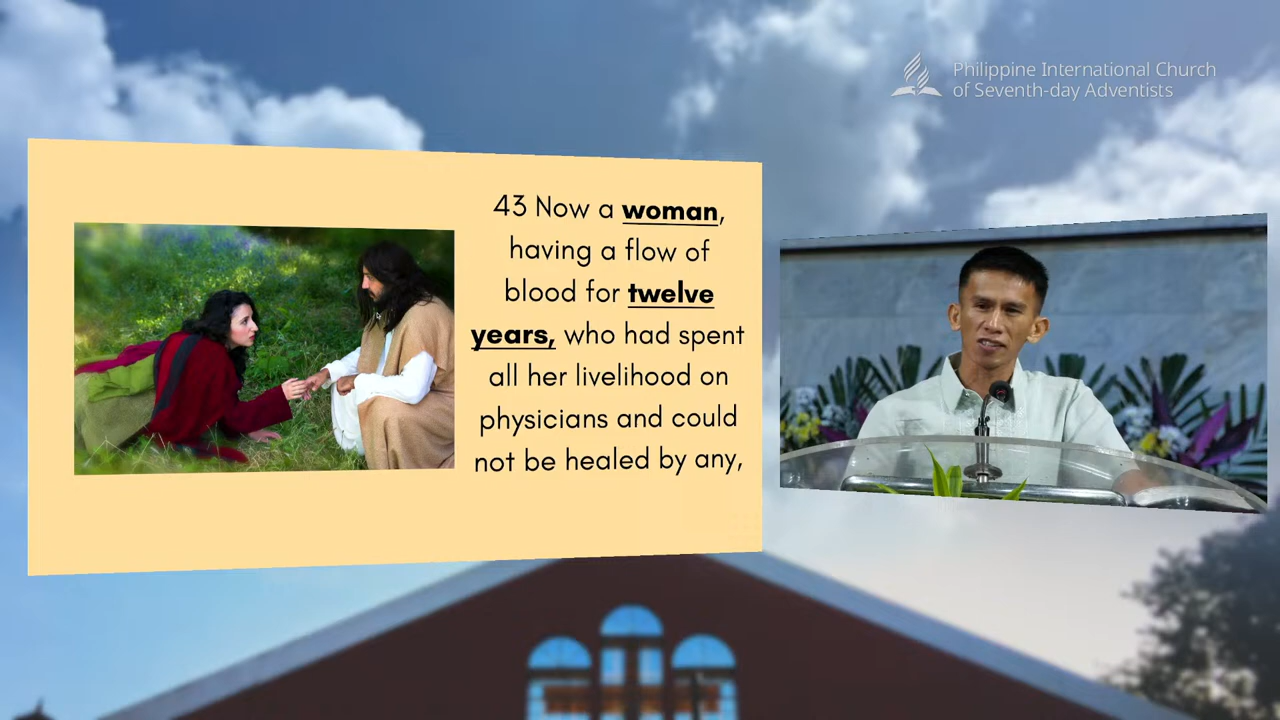 Philippine International Church
of Seventh-day Adventists
43 Now a woman,
having a flow of
blood for twelve
years, who had spent
all her livelihood on
physicians and could
not be healed by any,